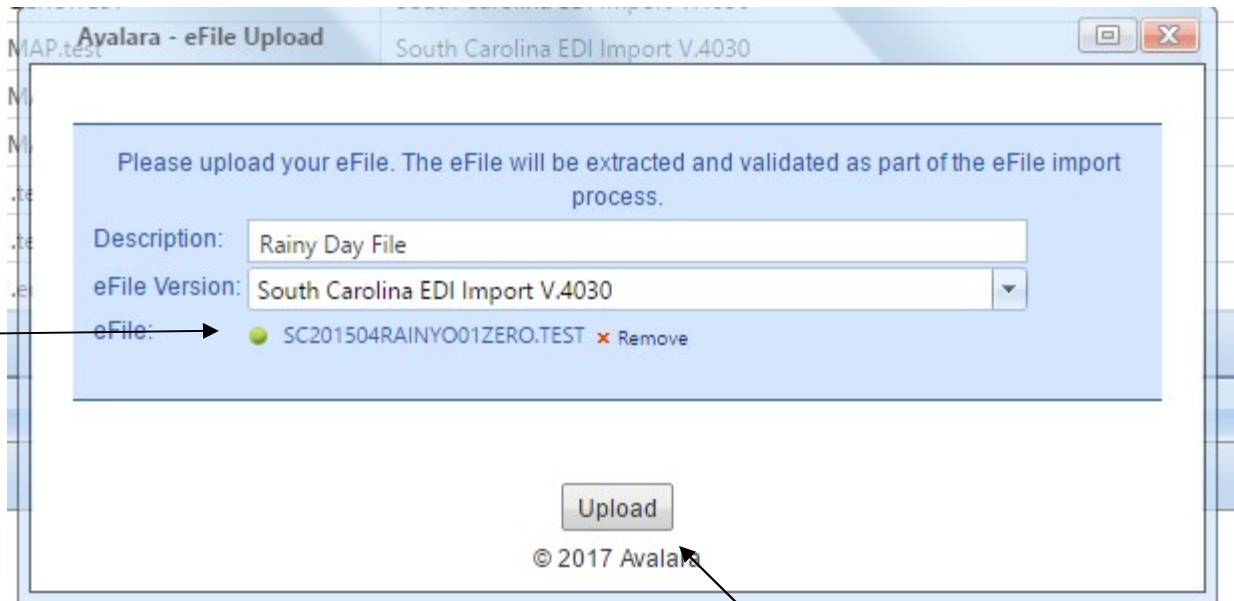 Avalara - eFile Upload
MAP.test
South Carolina EDI Import V.4030
Please upload your eFile. The eFile will be extracted and validated as part of the eFile import
process.
Description: Rainy Day File
eFile Version: South Carolina EDI Import V.4030
eFile: SC201504RAINYO01ZERO.TEST × Remove
Upload
© 2017 Avalara